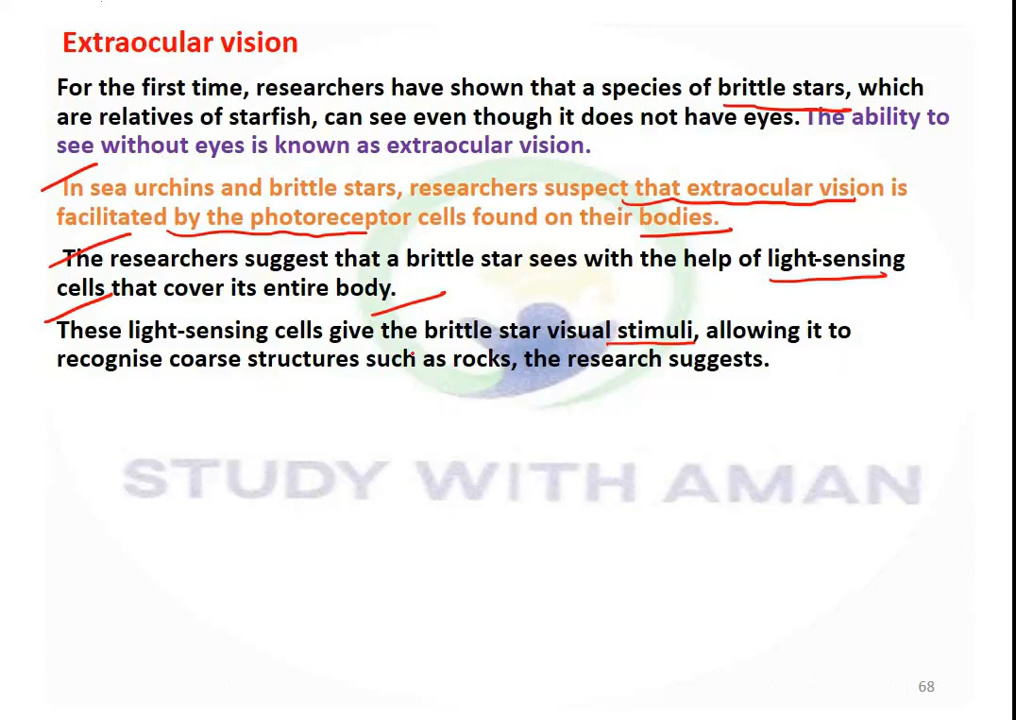 Extraocular vision
For the first time, researchers have shown that a species of brittle stars, which
are relatives of starfish, can see even though it does not have eyes. The ability to
see without eyes is known as extraocular vision.
In sea urchins and brittle stars, researchers suspect that extraocular vision is
facilitated by the photoreceptor cells found on their bodies.
The researchers suggest that a brittle star sees with the help of light-sensing
cells that cover its entire body.
These light-sensing cells give the brittle star visual stimuli, allowing it to
recognise coarse structures such as rocks, the research suggests.
STUDY WITH AMAN
68